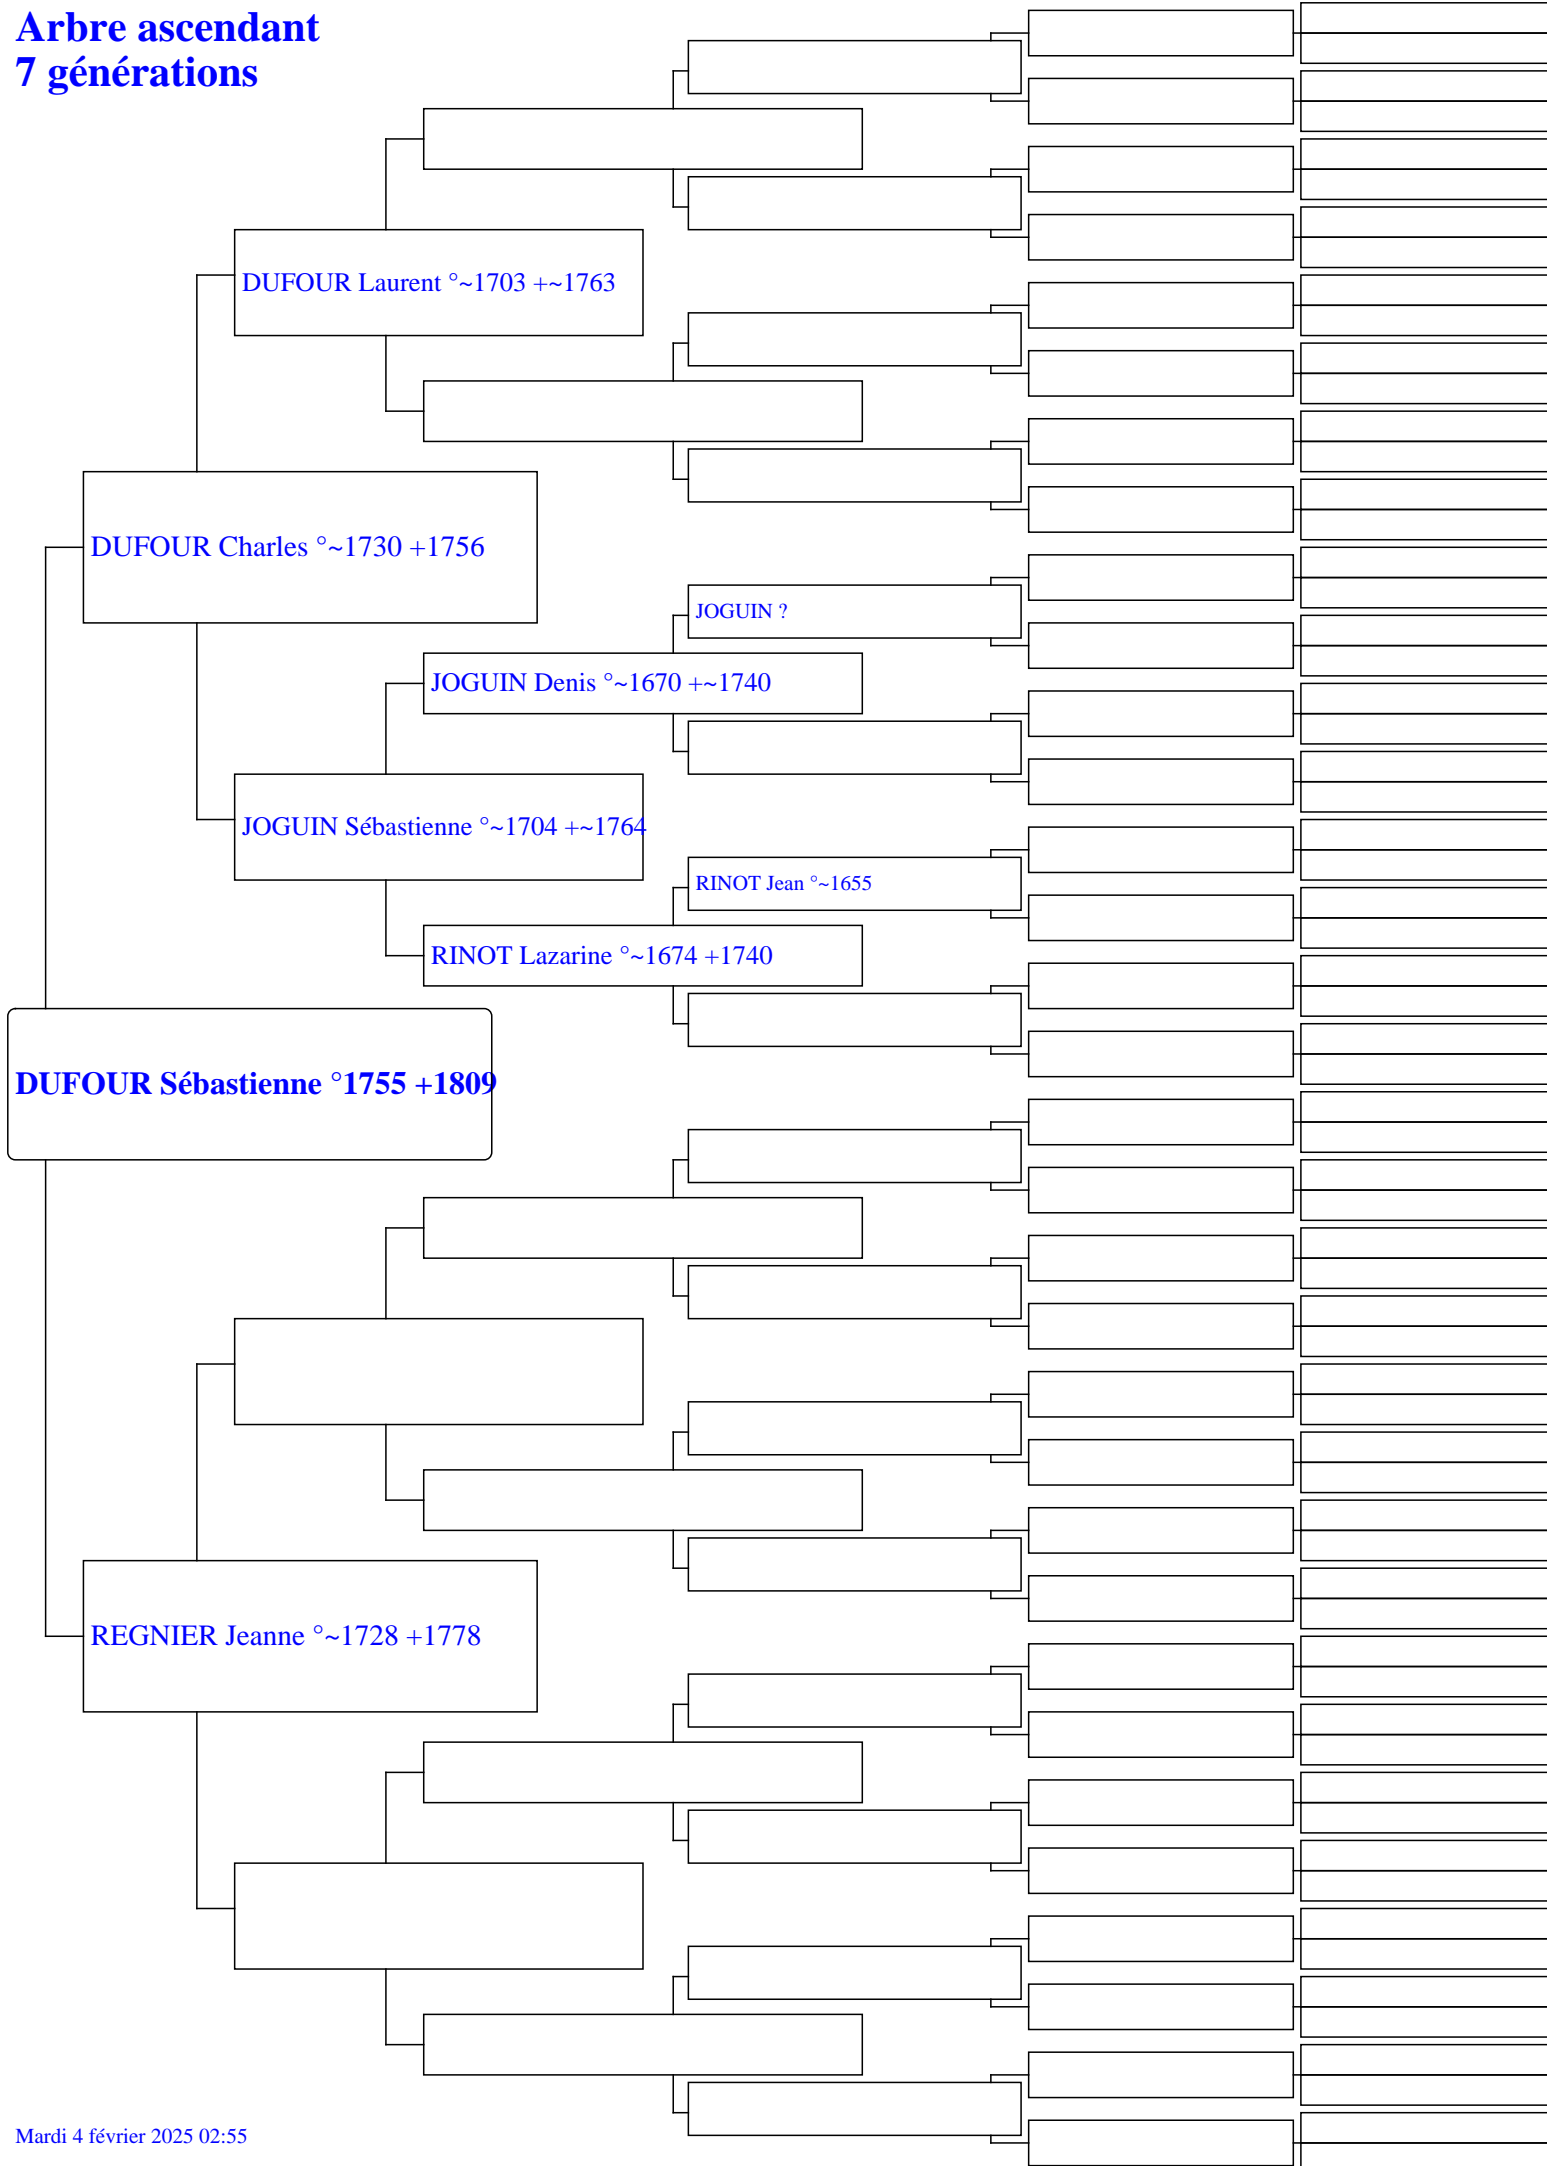 Arbre ascendant
7 générations
DUFOUR Laurent °~1703 +~1763
DUFOUR Charles °~1730 +1756
JOGUIN ?
JOGUIN Denis °~1670 +~1740
JOGUIN Sébastienne °~1704 +~1764
RINOT Jean °~1655
RINOT Lazarine °~1674 +1740
DUFOUR Sébastienne °1755 +1809
REGNIER Jeanne °~1728 +1778
Mardi 4 février 2025 02:55